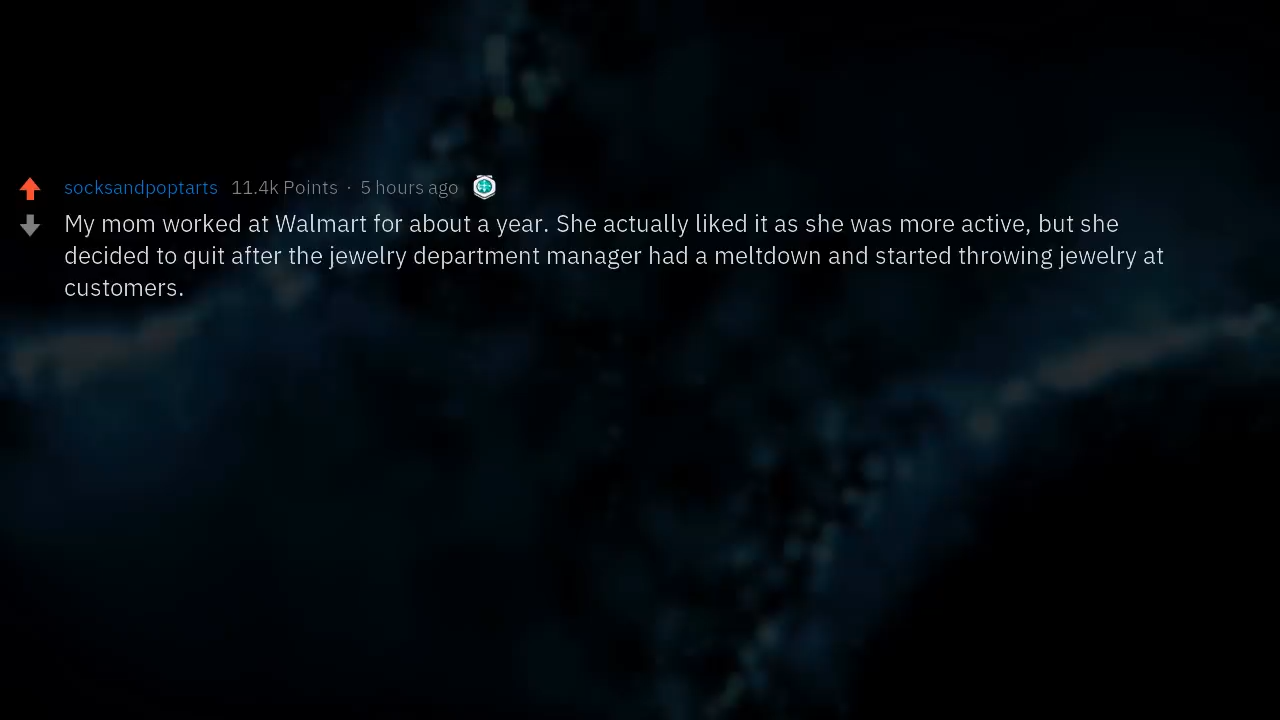 socksandpoptarts 11.4k Points · 5 hours ago
My mom worked at Walmart for about a year. She actually liked it as she was more active, but she
decided to quit after the jewelry department manager had a meltdown and started throwing jewelry at
customers.